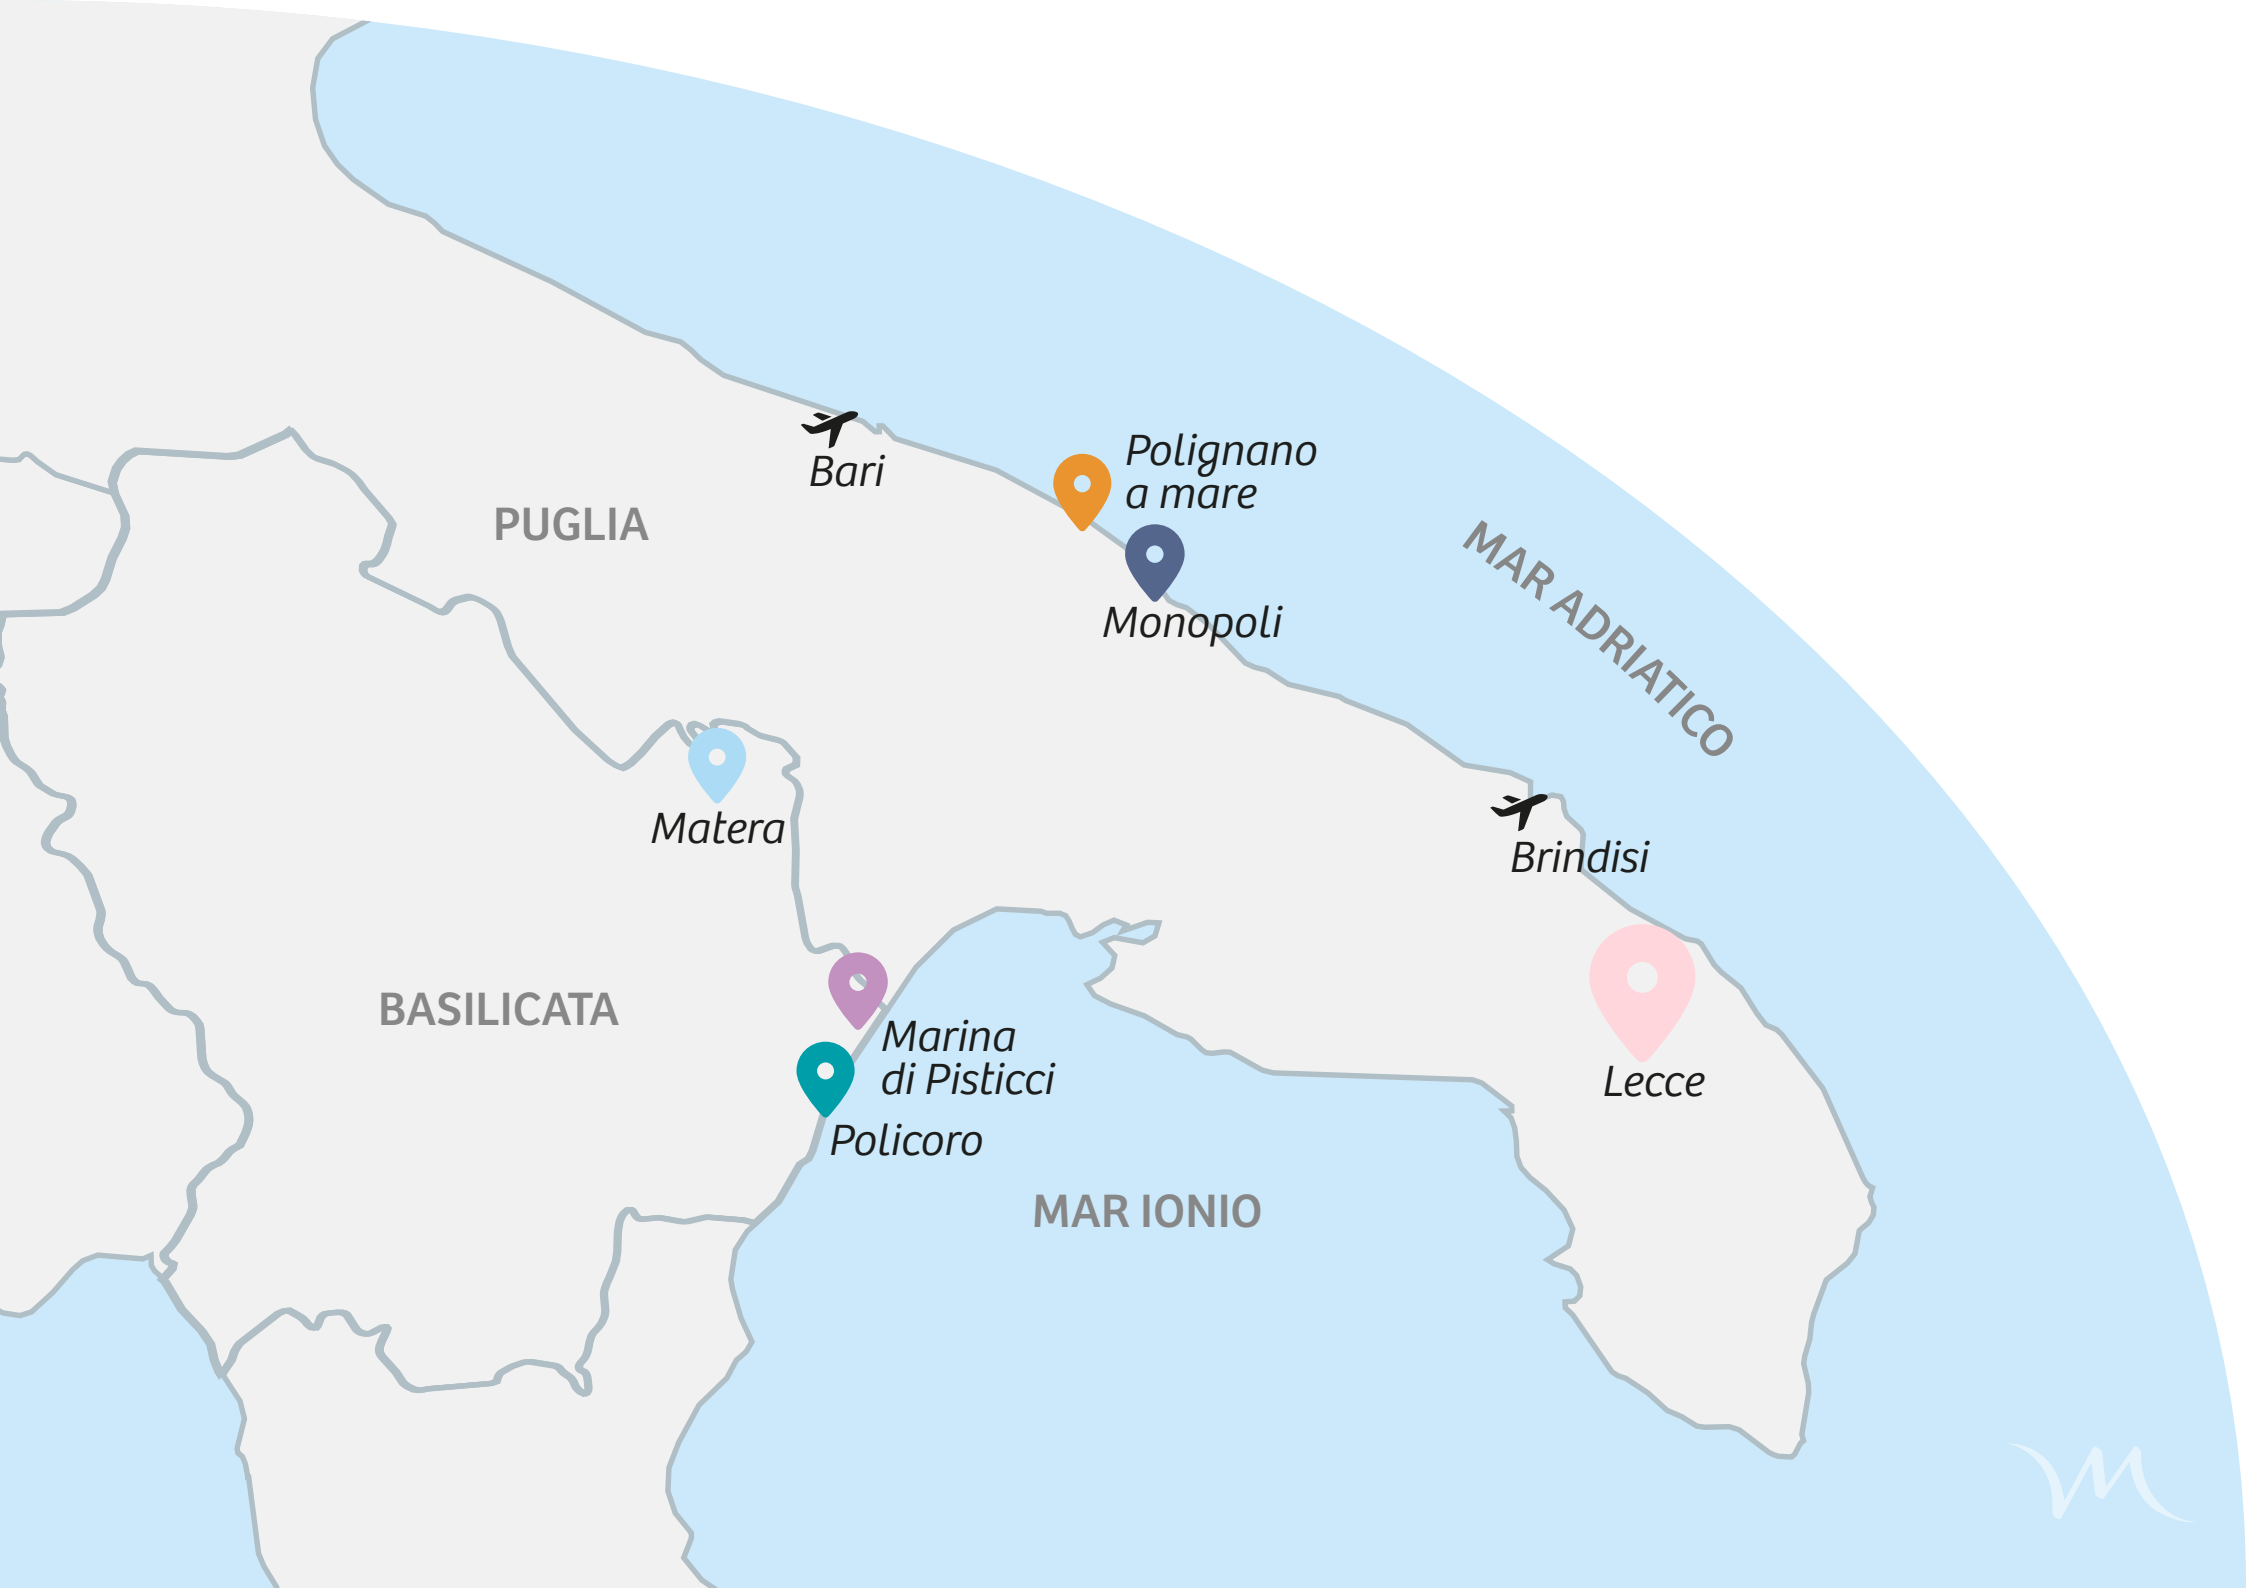 Polignano
a mare
Bari
PUGLIA
MAR ADRIATICO
Monopoli
Matera
Brindisi
BASILICATA
Marina
di Pisticci
Lecce
Policoro
MAR IONIO